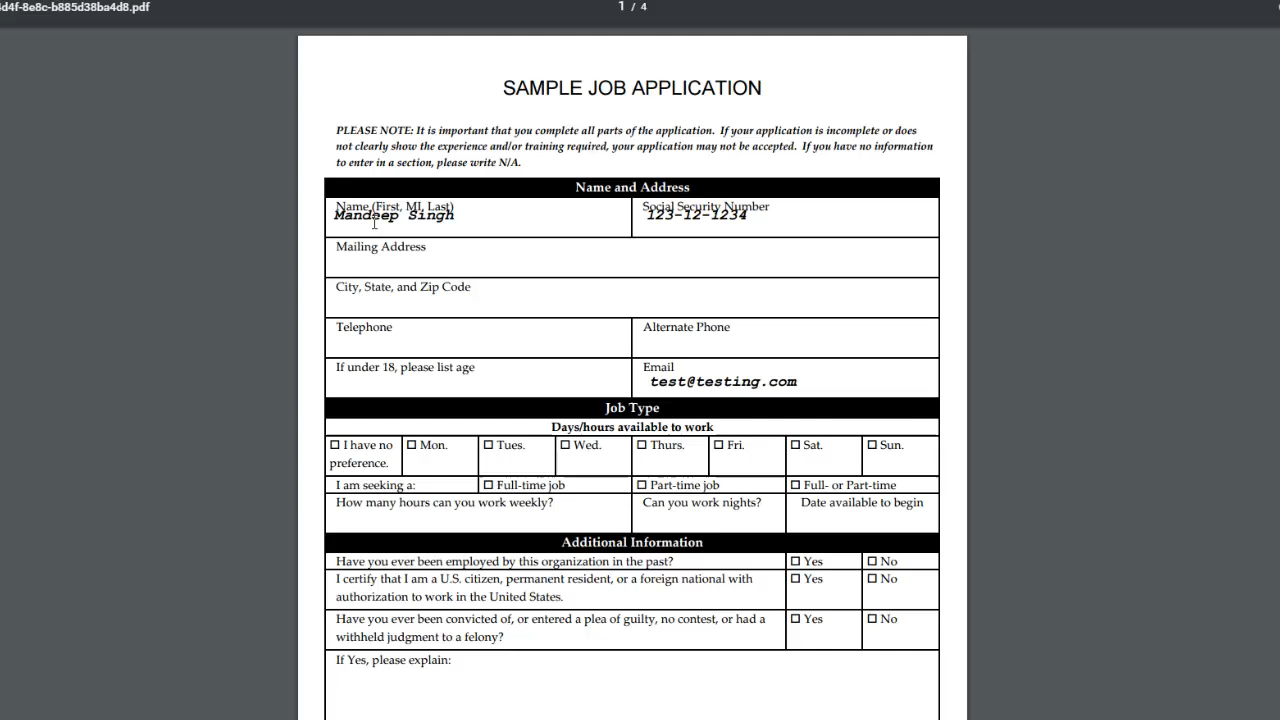 4d4f-8e8c-b885d38ba4d8.pdf
1 / 4
SAMPLE JOB APPLICATION
PLEASE NOTE: It is important that you complete all parts of the application. If your application is incomplete or does
not clearly show the experience and/or training required, your application may not be accepted. If you have no information
to enter in a section, please write N/A.
Name and Address
Name (First, MI, Last) Social Security Number
Mandeep Singh 123-12-1234
Mailing Address
City, State, and Zip Code
Telephone Alternate Phone
If under 18, please list age Email
test@testing.com
Job Type
Days/hours available to work
☐ I have no ☐ Mon. ☐ Tues. ☐ Wed. ☐ Thurs. ☐ Fri. ☐ Sat. ☐ Sun.
preference.
I am seeking a: ☐ Full-time job ☐ Part-time job ☐ Full- or Part-time
How many hours can you work weekly? Can you work nights? Date available to begin
Additional Information
Have you ever been employed by this organization in the past? ☐ Yes ☐ No
I certify that I am a U.S. citizen, permanent resident, or a foreign national with ☐ Yes ☐ No
authorization to work in the United States.
Have you ever been convicted of, or entered a plea of guilty, no contest, or had a ☐ Yes ☐ No
withheld judgment to a felony?
If Yes, please explain: